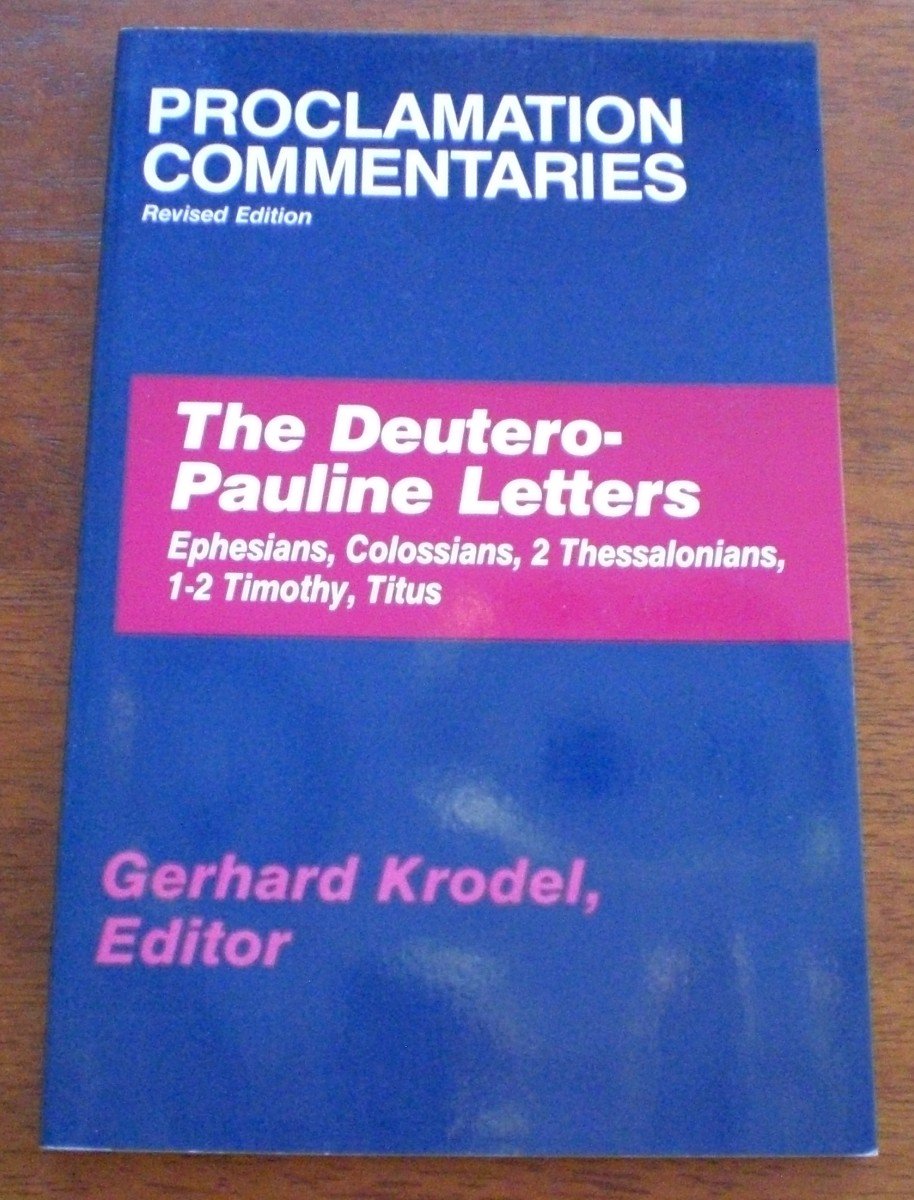 PROCLAMATION
COMMENTARIES
Revised Edition
The Deutero-
Pauline Letters
Ephesians, Colossians, 2 Thessalonians,
1-2 Timothy, Titus
Gerhard Krodel,
Editor